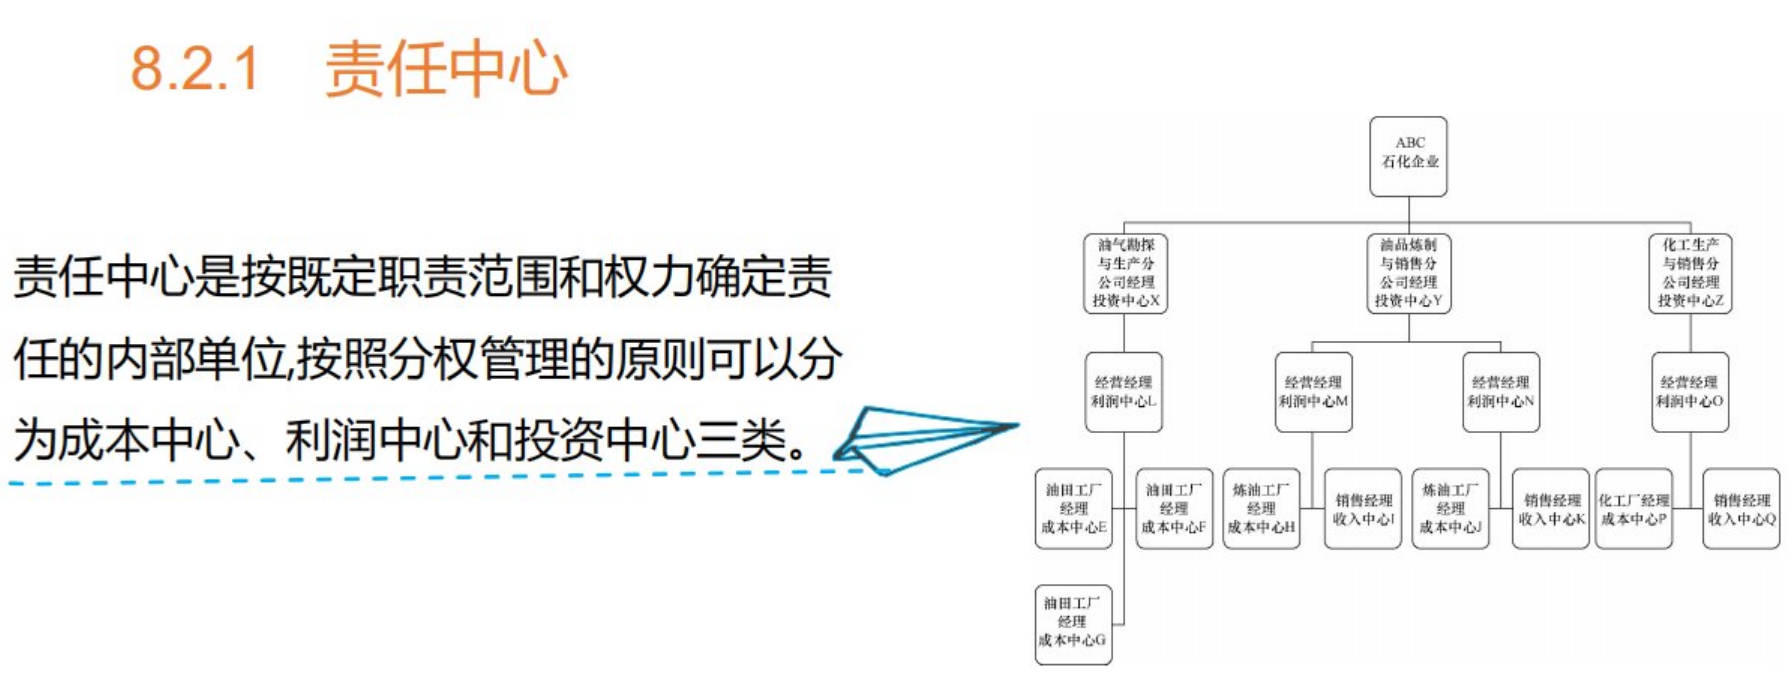 8.2.1 责任中心
责任中心是按既定职责范围和权力确定责
任的内部单位,按照分权管理的原则可以分
为成本中心、利润中心和投资中心三类。
ABC
石化企业
油气勘探
与生产分
公司经理
投资中心X
油品炼制
与销售分
公司经理
投资中心Y
化工生产
与销售分
公司经理
投资中心Z
经营经理
利润中心L
经营经理
利润中心M
经营经理
利润中心N
经营经理
利润中心O
油田工厂
经理
成本中心E
油田工厂
经理
成本中心F
炼油工厂
经理
成本中心H
销售经理
收入中心I
炼油工厂
经理
成本中心J
销售经理
收入中心K
化工厂经理
成本中心P
销售经理
收入中心Q
油田工厂
经理
成本中心G